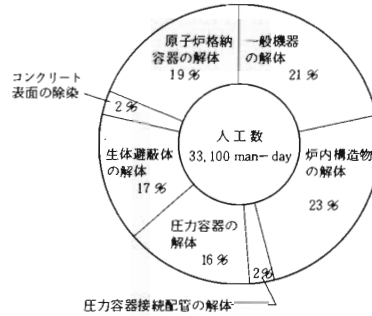 原子炉格納
容器の解体
19 %
一般機器
の解体
21 %
コンクリート
表面の除染
2 %
人工数
33,100 man-day
生体遮蔽体
の解体
17 %
炉内構造物
の解体
23 %
圧力容器の
解体
16 %
2 %
圧力容器接続配管の解体